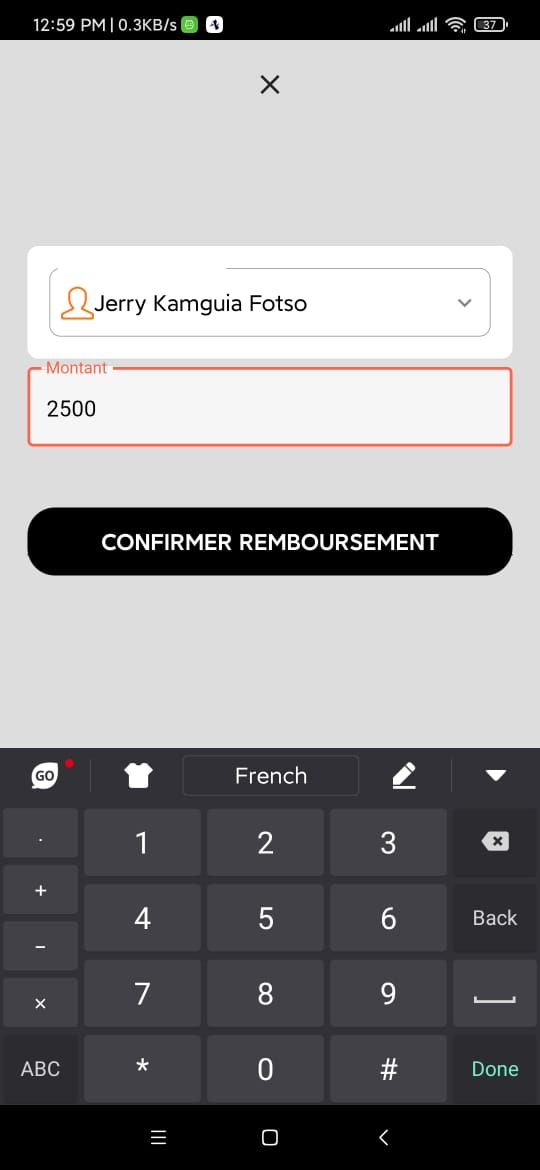 12:59 PM | 0.3KB/s 37
Jerry Kamguia Fotso
Montant
2500
CONFIRMER REMBOURSEMENT
GO French
. 1 2 3
+ 4 5 6 Back
−
7 8 9
×
ABC * 0 # Done